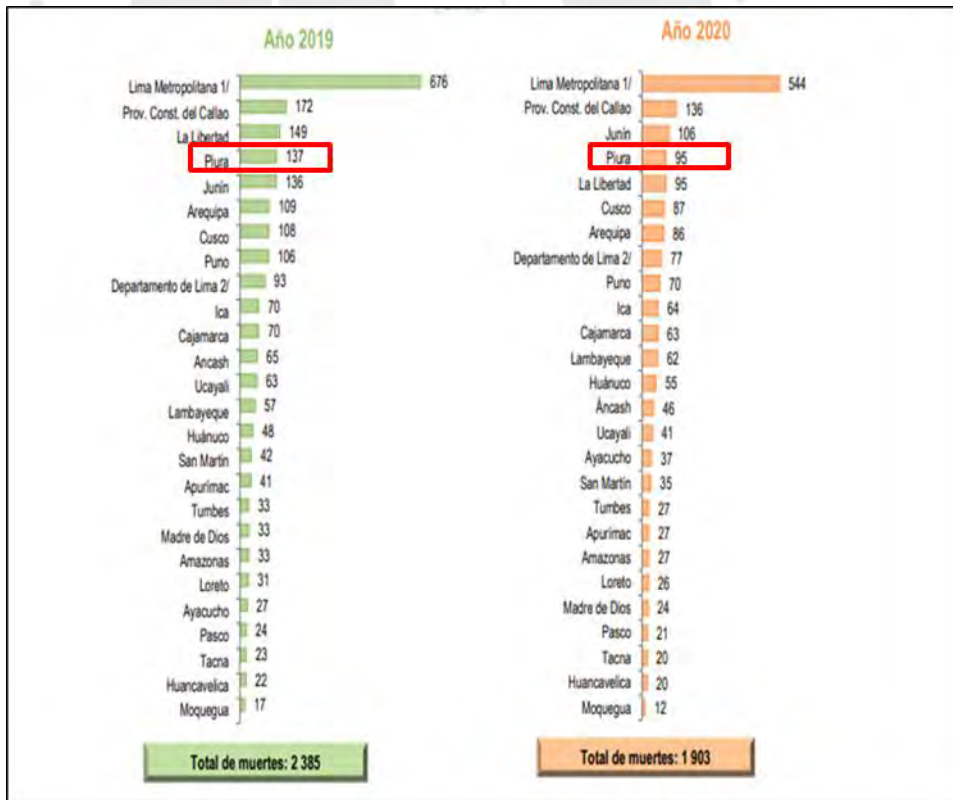 Año 2019
Lima Metropolitana 1/ 676
Prov. Const. del Callao 172
La Libertad 149
Piura 137
Junín 136
Arequipa 109
Cusco 108
Puno 106
Departamento de Lima 2/ 93
Ica 70
Cajamarca 70
Ancash 65
Ucayali 63
Lambayeque 57
Huánuco 48
San Martín 42
Apurímac 41
Tumbes 33
Madre de Dios 33
Amazonas 33
Loreto 31
Ayacucho 27
Pasco 24
Tacna 23
Huancavelica 22
Moquegua 17
Total de muertes: 2 385
Año 2020
Lima Metropolitana 1/ 544
Prov. Const. del Callao 136
Junín 106
Piura 95
La Libertad 95
Cusco 87
Arequipa 86
Departamento de Lima 2/ 77
Puno 70
Ica 64
Cajamarca 63
Lambayeque 62
Huánuco 55
Áncash 46
Ucayali 41
Ayacucho 37
San Martín 35
Tumbes 27
Apurímac 27
Amazonas 27
Loreto 26
Madre de Dios 24
Pasco 21
Tacna 20
Huancavelica 20
Moquegua 12
Total de muertes: 1 903